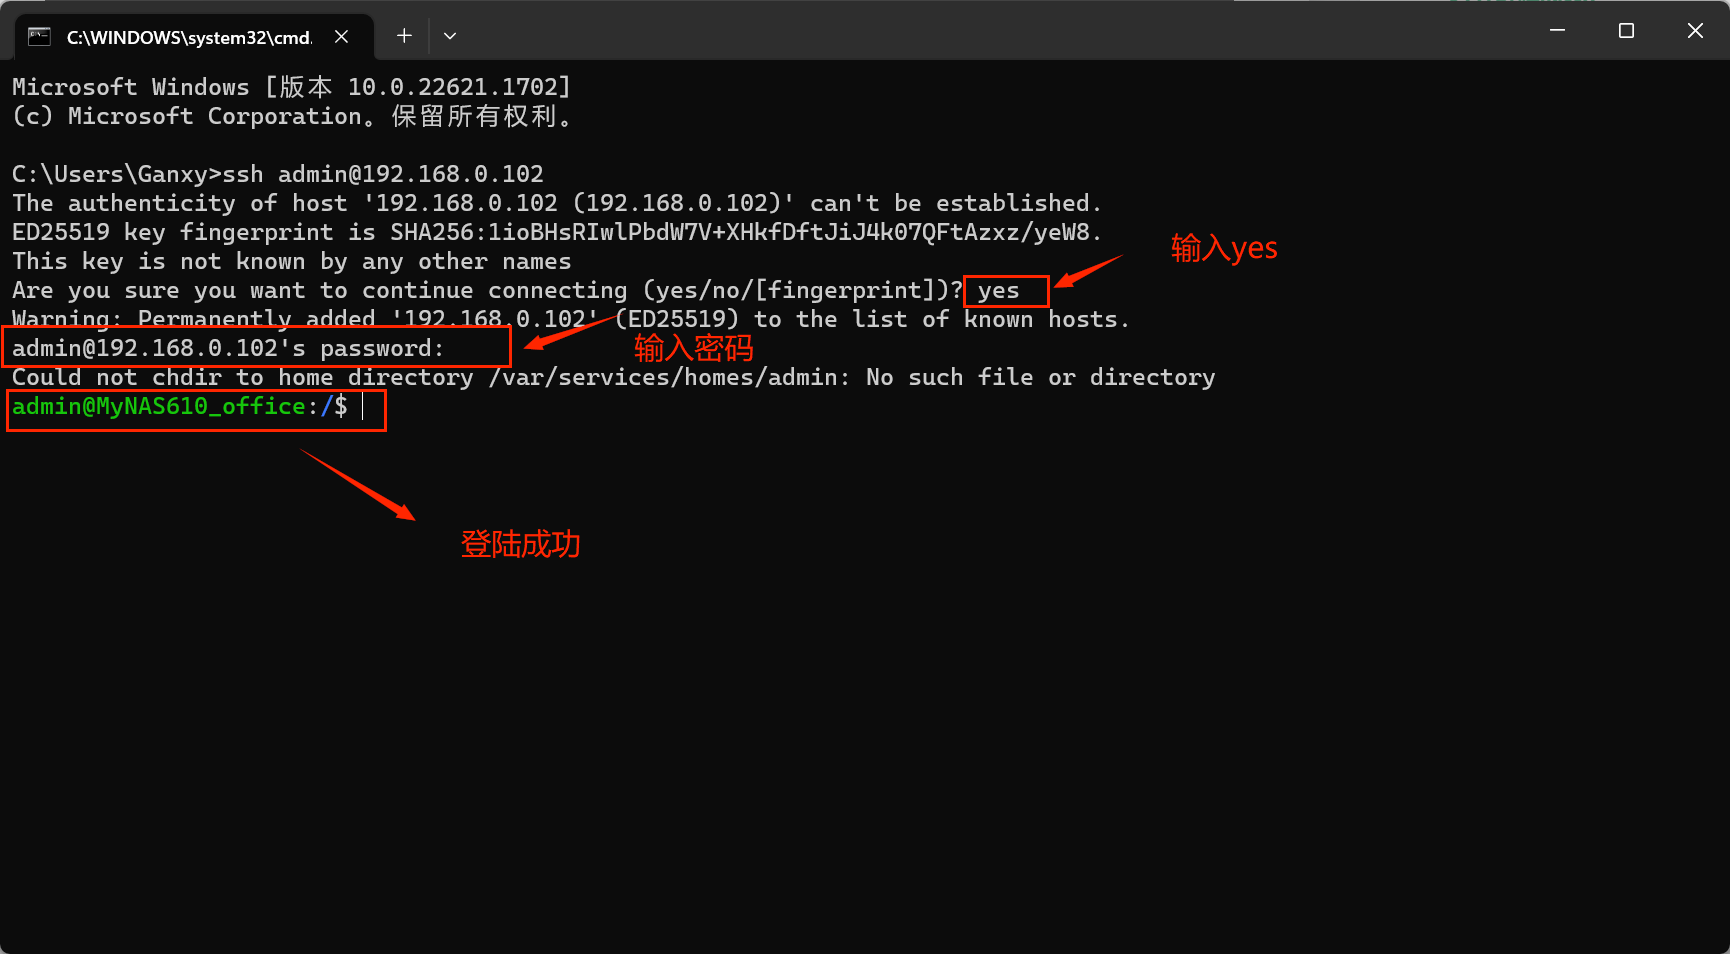 C:\WINDOWS\system32\cmd.
Microsoft Windows [版本 10.0.22621.1702]
(c) Microsoft Corporation。保留所有权利。
C:\Users\Ganxy>ssh admin@192.168.0.102
The authenticity of host '192.168.0.102 (192.168.0.102)' can't be established.
ED25519 key fingerprint is SHA256:1ioBHsRIwlPbdW7V+XHkfDftJiJ4k07QFtAzxz/yeW8.
输入yes
This key is not known by any other names
Are you sure you want to continue connecting (yes/no/[fingerprint])? yes
Warning: Permanently added '192.168.0.102' (ED25519) to the list of known hosts.
admin@192.168.0.102's password:
输入密码
Could not chdir to home directory /var/services/homes/admin: No such file or directory
admin@MyNAS610_office:/$
登陆成功